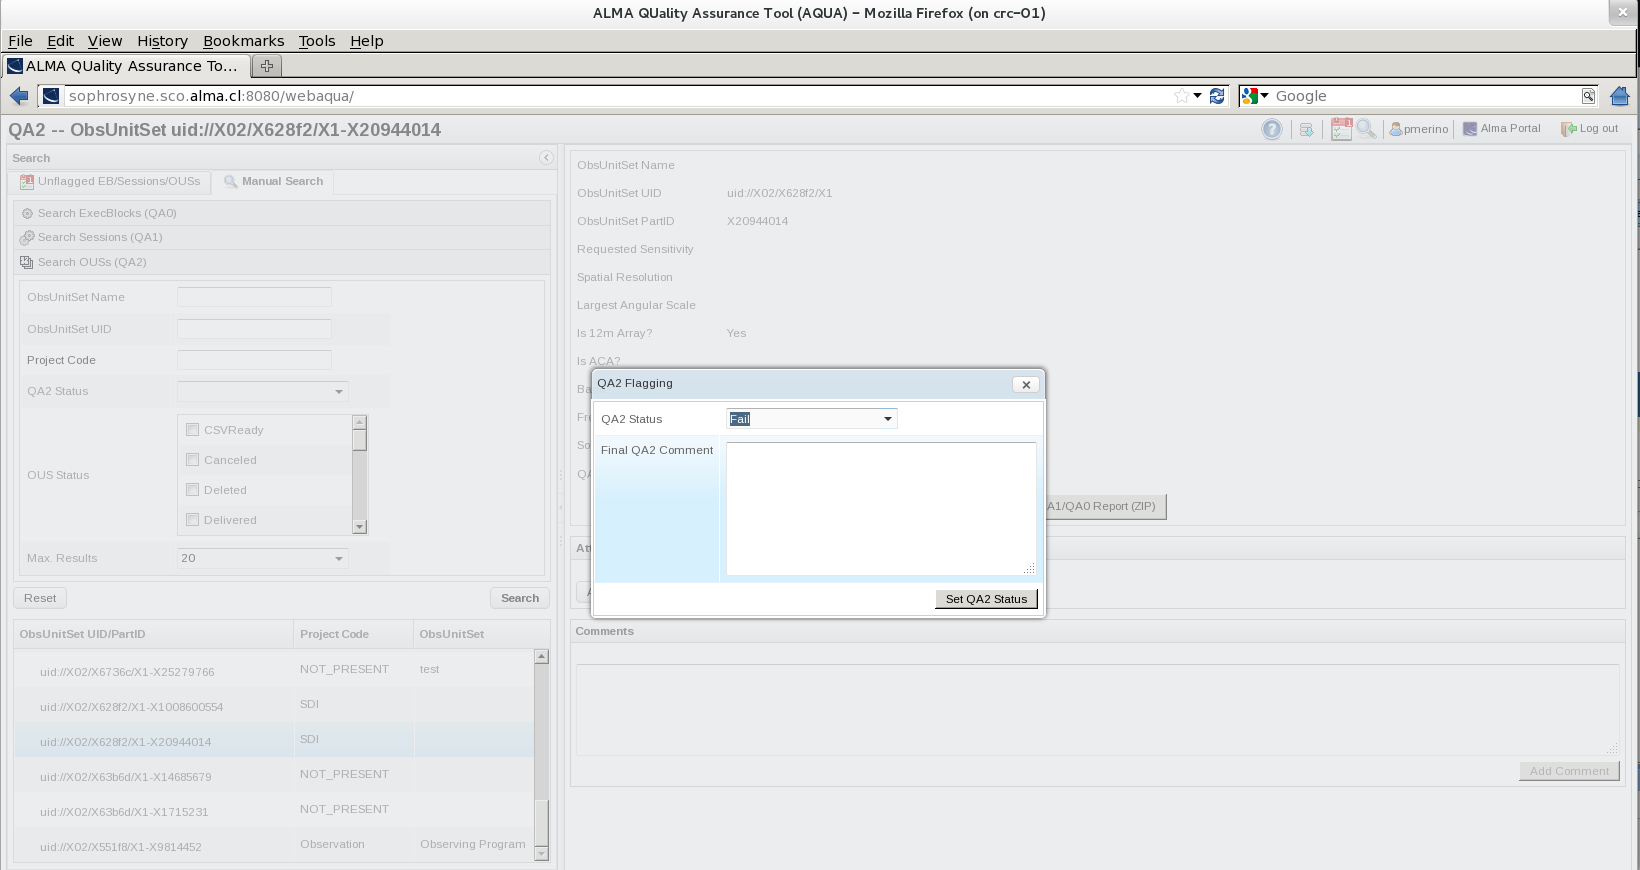 ALMA QUality Assurance Tool (AQUA) – Mozilla Firefox (on crc-01)
File Edit View History Bookmarks Tools Help
ALMA QUality Assurance To...
sophrosyne.sco.alma.cl:8080/webaqua/
Google
QA2 -- ObsUnitSet uid://X02/X628f2/X1-X20944014
pmerino
Alma Portal
Log out
Search
Unflagged EB/Sessions/OUSs
Manual Search
Search ExecBlocks (QA0)
Search Sessions (QA1)
Search OUSs (QA2)
ObsUnitSet Name
ObsUnitSet UID
Project Code
QA2 Status
OUS Status
CSVReady
Canceled
Deleted
Delivered
Max. Results 20
Reset
Search
ObsUnitSet UID/PartID Project Code ObsUnitSet
uid://X02/X6736c/X1-X25279766 NOT_PRESENT test
uid://X02/X628f2/X1-X1008600554 SDI
uid://X02/X628f2/X1-X20944014 SDI
uid://X02/X63b6d/X1-X14685679 NOT_PRESENT
uid://X02/X63b6d/X1-X1715231 NOT_PRESENT
uid://X02/X551f8/X1-X9814452 Observation Observing Program
ObsUnitSet Name
ObsUnitSet UID uid://X02/X628f2/X1
ObsUnitSet PartID X20944014
Requested Sensitivity
Spatial Resolution
Largest Angular Scale
Is 12m Array? Yes
Is ACA?
QA2 Flagging
QA2 Status Fail
Final QA2 Comment
Set QA2 Status
A1/QA0 Report (ZIP)
Comments
Add Comment